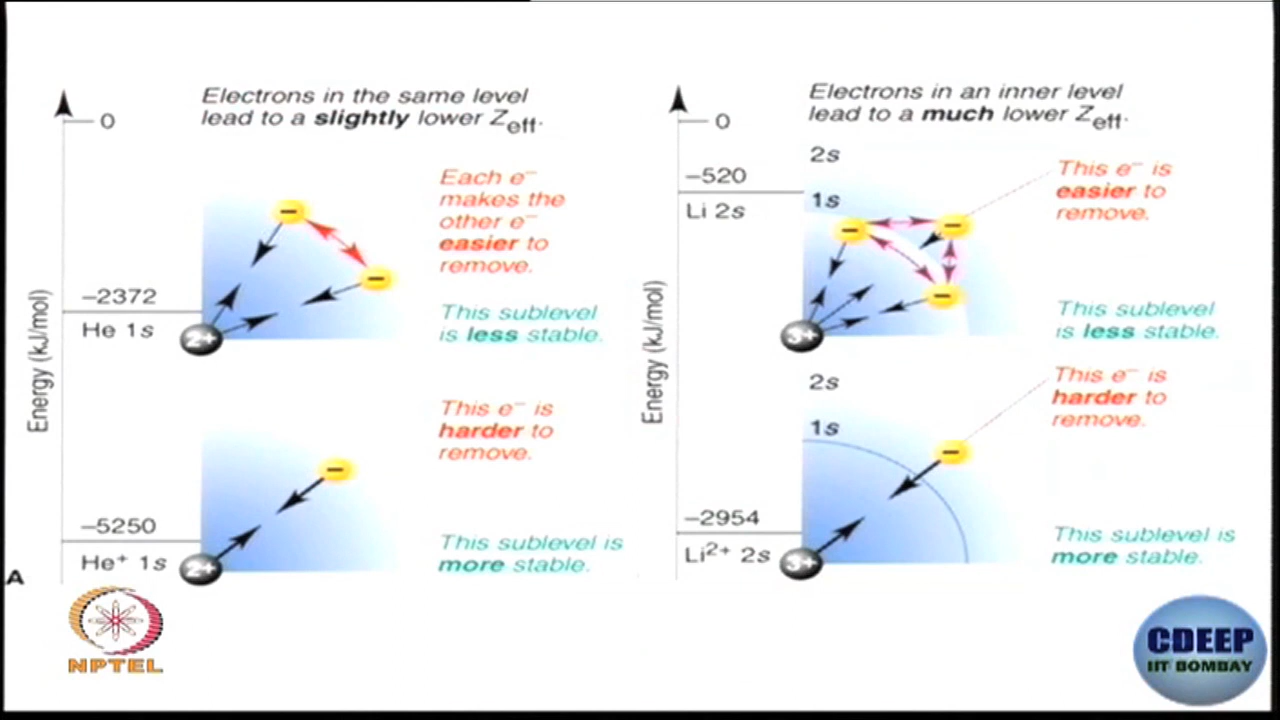 Electrons in the same level
lead to a slightly lower Zeff.
0
Each e−
makes the
other e−
easier to
remove.
−2372
He 1s
This sublevel
is less stable.
2+
Energy (kJ/mol)
This e− is
harder to
remove.
−5250
He+ 1s
This sublevel is
more stable.
2+
A
Electrons in an inner level
lead to a much lower Zeff.
0
2s
−520
1s
Li 2s
This e− is
easier to
remove.
This sublevel
is less stable.
3+
Energy (kJ/mol)
2s
1s
This e− is
harder to
remove.
−2954
Li2+ 2s
This sublevel is
more stable.
3+
NPTEL
CDEEP
IIT BOMBAY